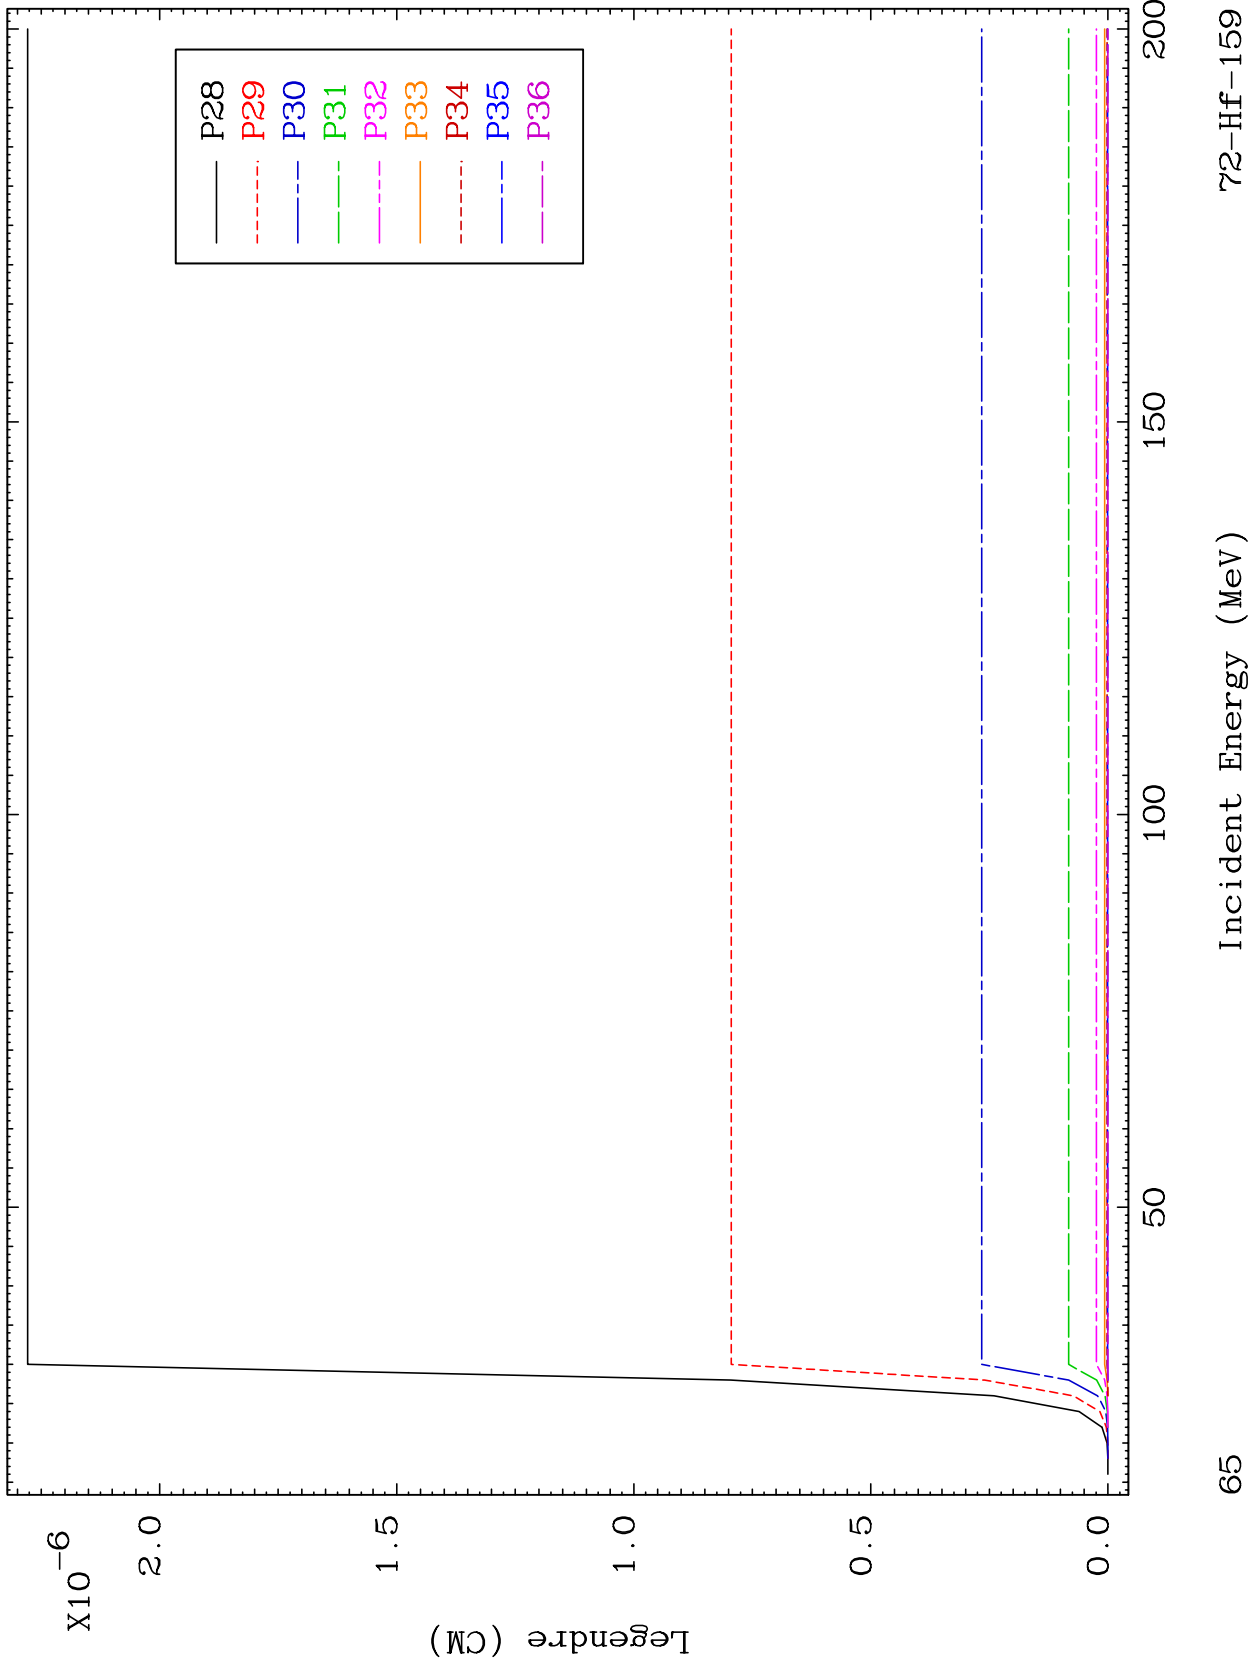 X10-6
2.0
1.5
1.0
0.5
0.0
Legendre (CM)
P28
P29
P30
P31
P32
P33
P34
P35
P36
50
100
150
200
Incident Energy (MeV)
65
72-Hf-159